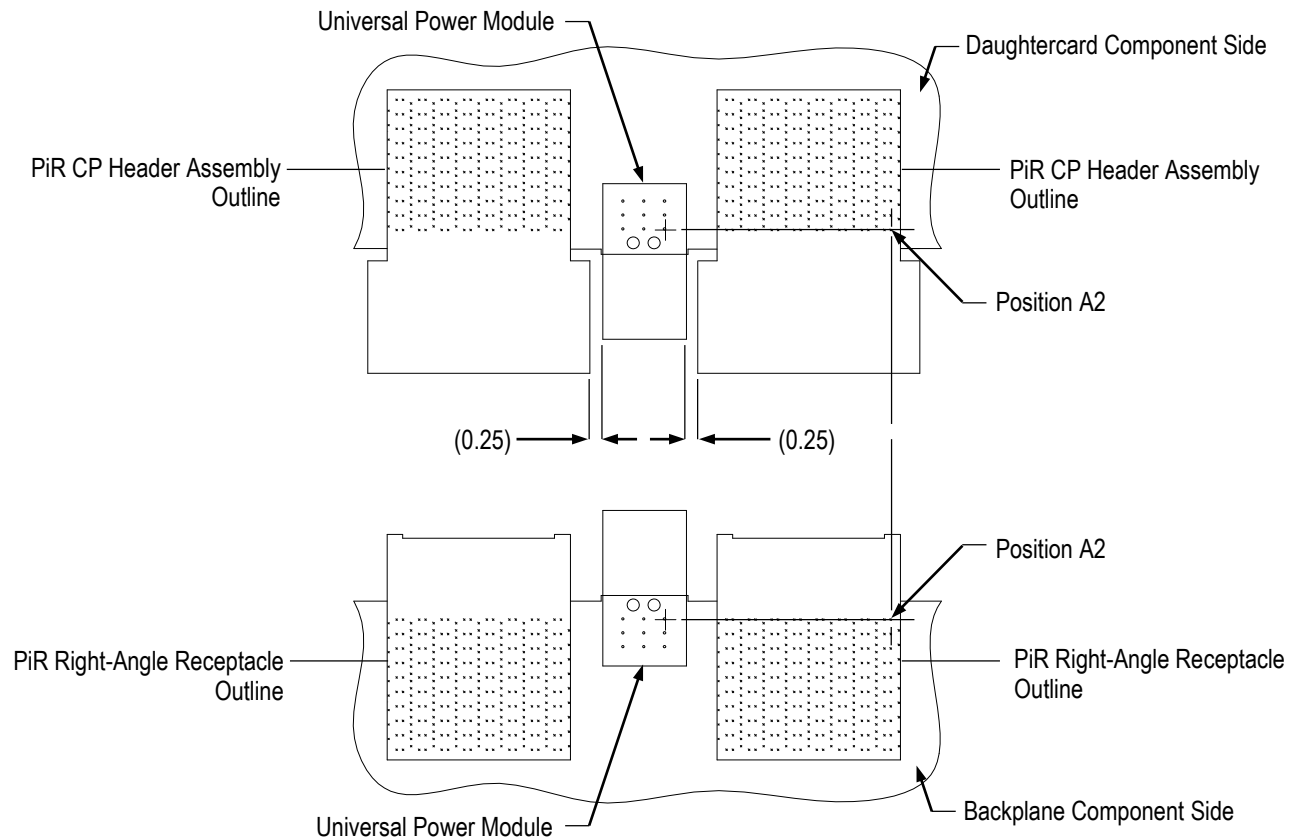 Universal Power Module
Daughtercard Component Side
PiR CP Header Assembly
Outline
PiR CP Header Assembly
Outline
Position A2
(0.25)
(0.25)
Position A2
PiR Right-Angle Receptacle
Outline
PiR Right-Angle Receptacle
Outline
Backplane Component Side
Universal Power Module